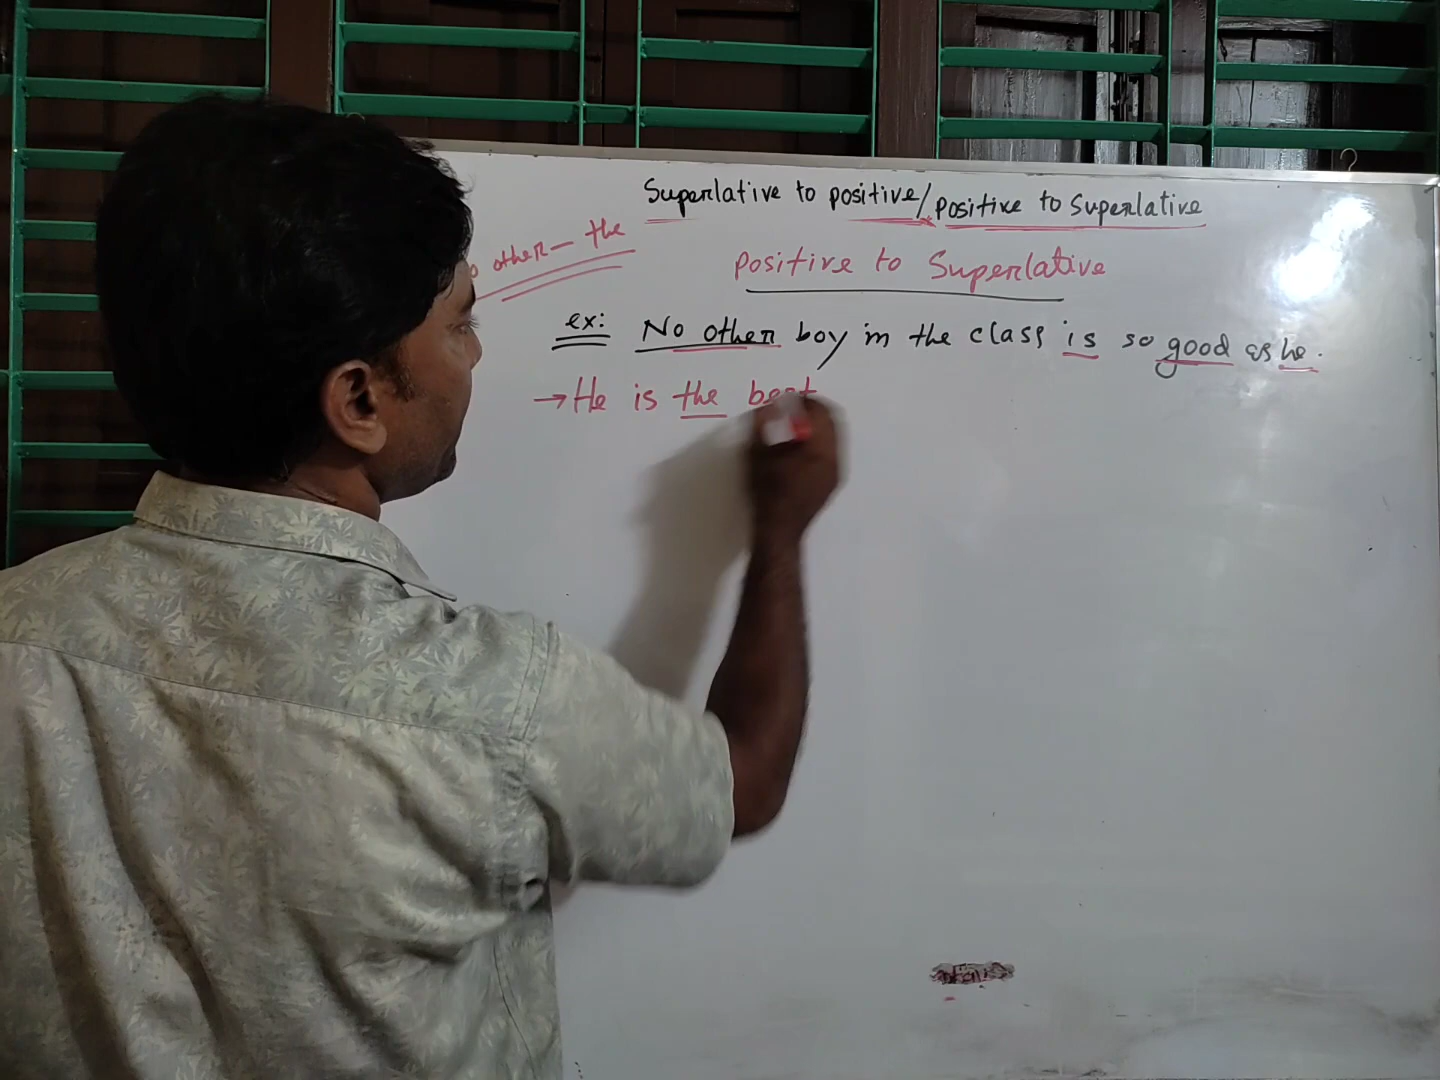 Superlative to positive/positive to Superlative
other — the
positive to Superlative
ex: No other boy in the class is so good as he.
→ He is the best